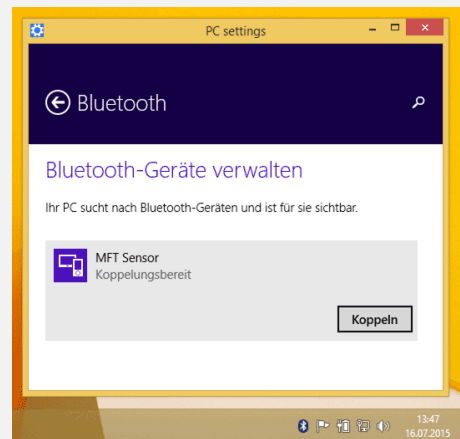 PC settings
Bluetooth
Bluetooth-Geräte verwalten
Ihr PC sucht nach Bluetooth-Geräten und ist für sie sichtbar.
MFT Sensor
Koppelungsbereit
Koppeln
13:47
16.07.2015